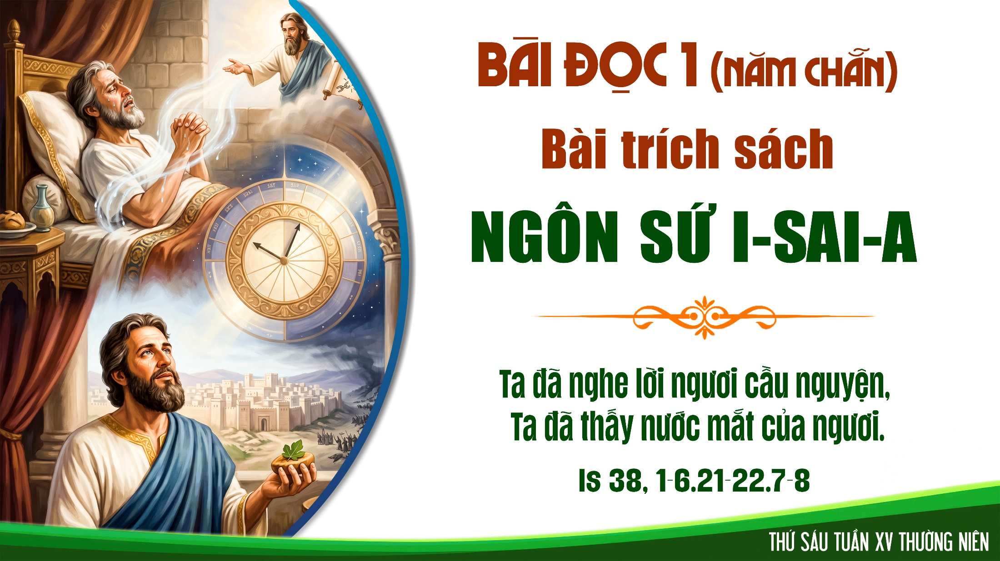 BÀI ĐỌC 1 (NĂM CHẴN)
Bài trích sách
NGÔN SỨ I-SAI-A
Ta đã nghe lời ngươi cầu nguyện,
Ta đã thấy nước mắt của ngươi.
Is 38, 1-6.21-22.7-8
THỨ SÁU TUẦN XV THƯỜNG NIÊN